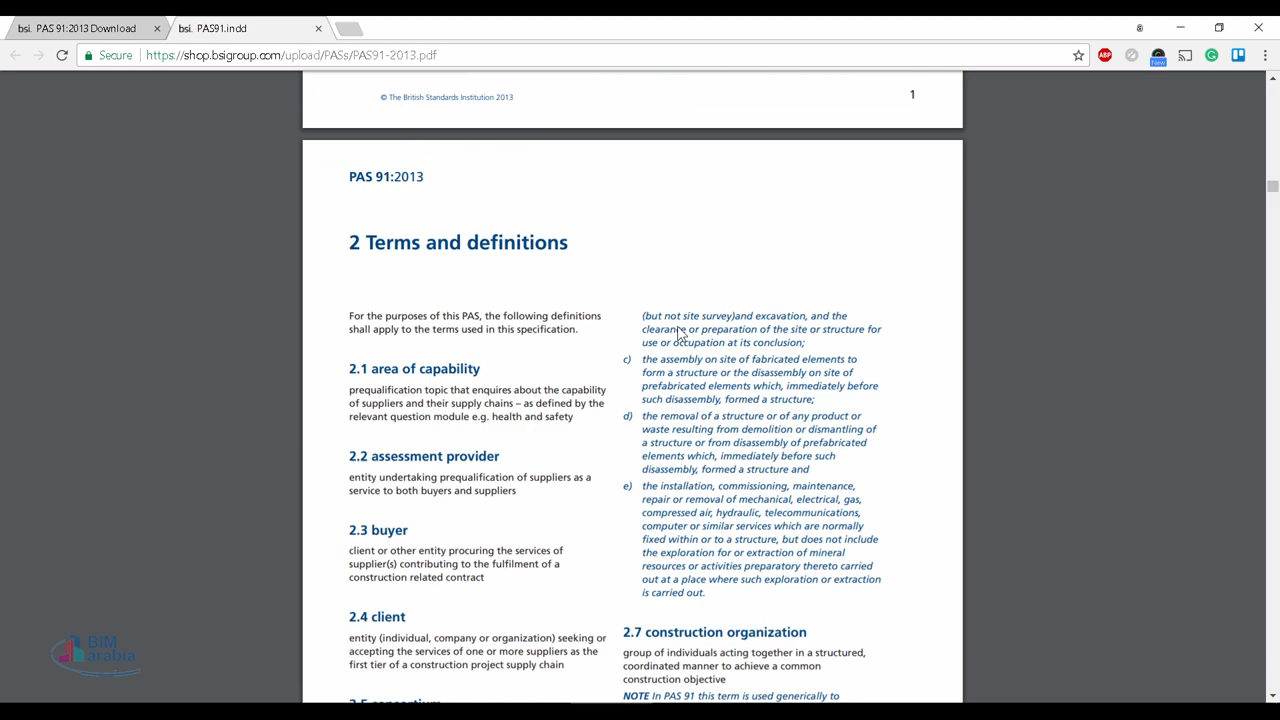 bsi. PAS 91:2013 Download
bsi. PAS91.indd
Secure
https://shop.bsigroup.com/upload/PASs/PAS91-2013.pdf
ABP
New
© The British Standards Institution 2013
1
PAS 91:2013
2 Terms and definitions
For the purposes of this PAS, the following definitions
shall apply to the terms used in this specification.
2.1 area of capability
prequalification topic that enquires about the capability
of suppliers and their supply chains – as defined by the
relevant question module e.g. health and safety
2.2 assessment provider
entity undertaking prequalification of suppliers as a
service to both buyers and suppliers
2.3 buyer
client or other entity procuring the services of
supplier(s) contributing to the fulfilment of a
construction related contract
2.4 client
entity (individual, company or organization) seeking or
accepting the services of one or more suppliers as the
first tier of a construction project supply chain
2.5 consortium
(but not site survey)and excavation, and the
clearance or preparation of the site or structure for
use or occupation at its conclusion;
c) the assembly on site of fabricated elements to
form a structure or the disassembly on site of
prefabricated elements which, immediately before
such disassembly, formed a structure;
d) the removal of a structure or of any product or
waste resulting from demolition or dismantling of
a structure or from disassembly of prefabricated
elements which, immediately before such
disassembly, formed a structure and
e) the installation, commissioning, maintenance,
repair or removal of mechanical, electrical, gas,
compressed air, hydraulic, telecommunications,
computer or similar services which are normally
fixed within or to a structure, but does not include
the exploration for or extraction of mineral
resources or activities preparatory thereto carried
out at a place where such exploration or extraction
is carried out.
2.7 construction organization
group of individuals acting together in a structured,
coordinated manner to achieve a common
construction objective
NOTE In PAS 91 this term is used generically to
BIM
arabia